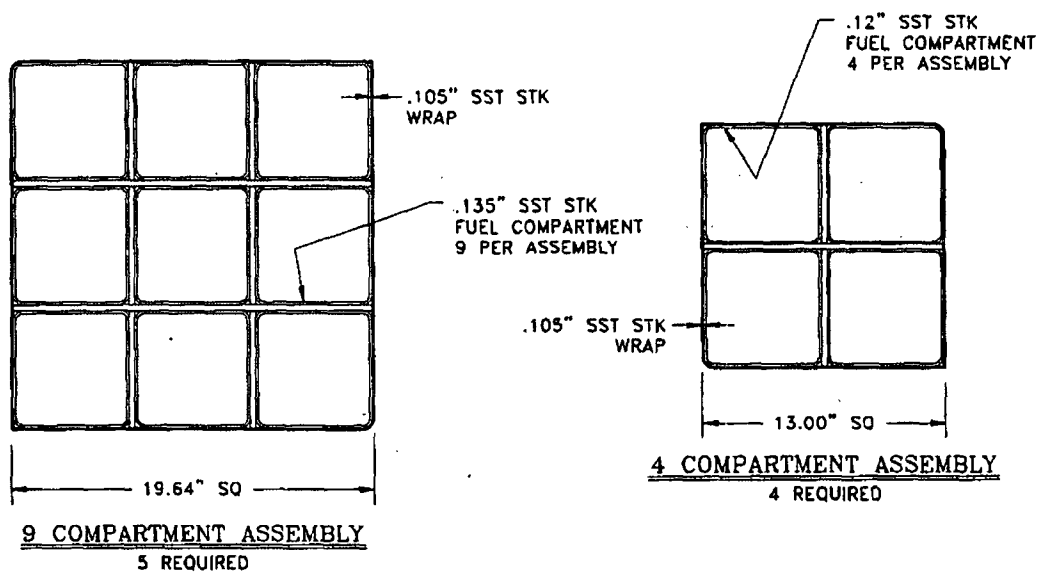 .105" SST STK
WRAP
.135" SST STK
FUEL COMPARTMENT
9 PER ASSEMBLY
19.64" SQ
9 COMPARTMENT ASSEMBLY
5 REQUIRED
.12" SST STK
FUEL COMPARTMENT
4 PER ASSEMBLY
.105" SST STK
WRAP
13.00" SQ
4 COMPARTMENT ASSEMBLY
4 REQUIRED